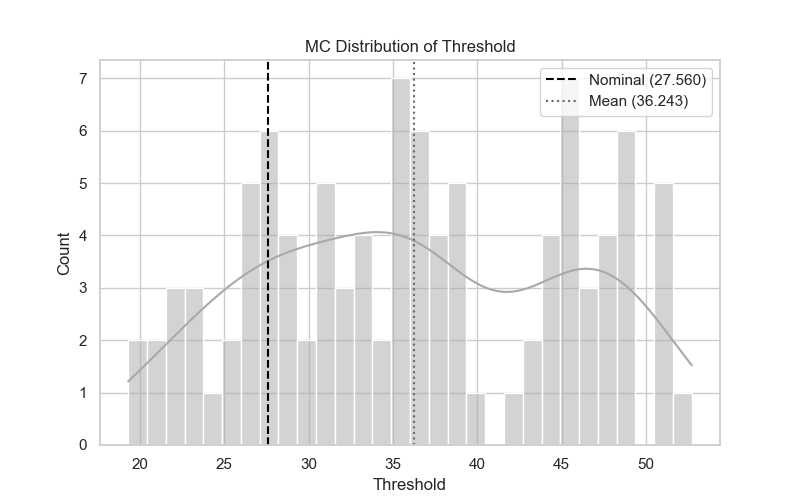 MC Distribution of Threshold
Nominal (27.560)
Mean (36.243)
7
6
5
4
3
2
1
0
Count
20 25 30 35 40 45 50
Threshold